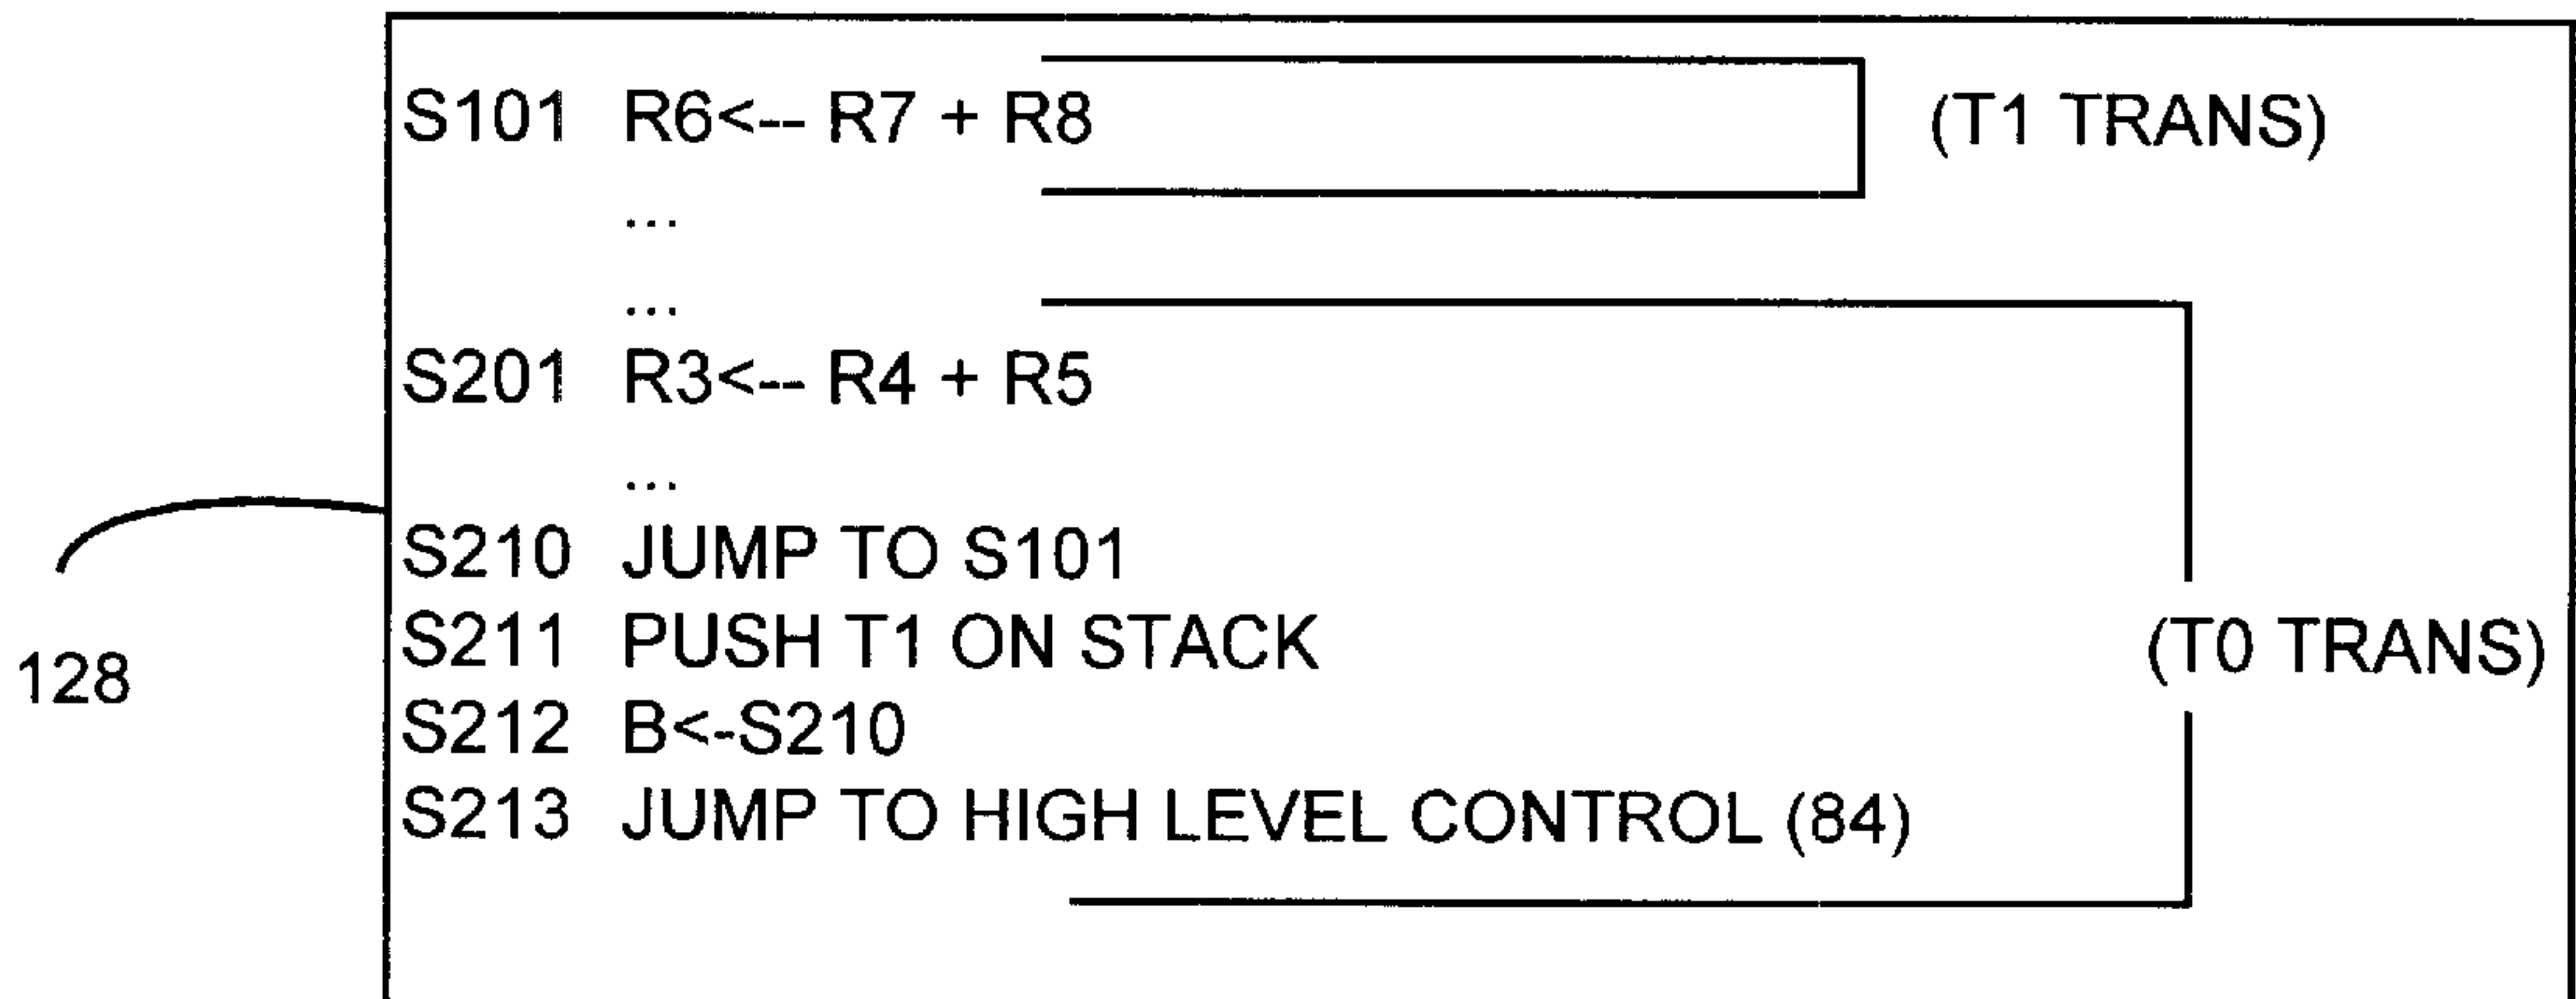 S101 R6<-- R7 + R8 (T1 TRANS)
...
...
S201 R3<-- R4 + R5
...
S210 JUMP TO S101
S211 PUSH T1 ON STACK (T0 TRANS)
128
S212 B<-S210
S213 JUMP TO HIGH LEVEL CONTROL (84)